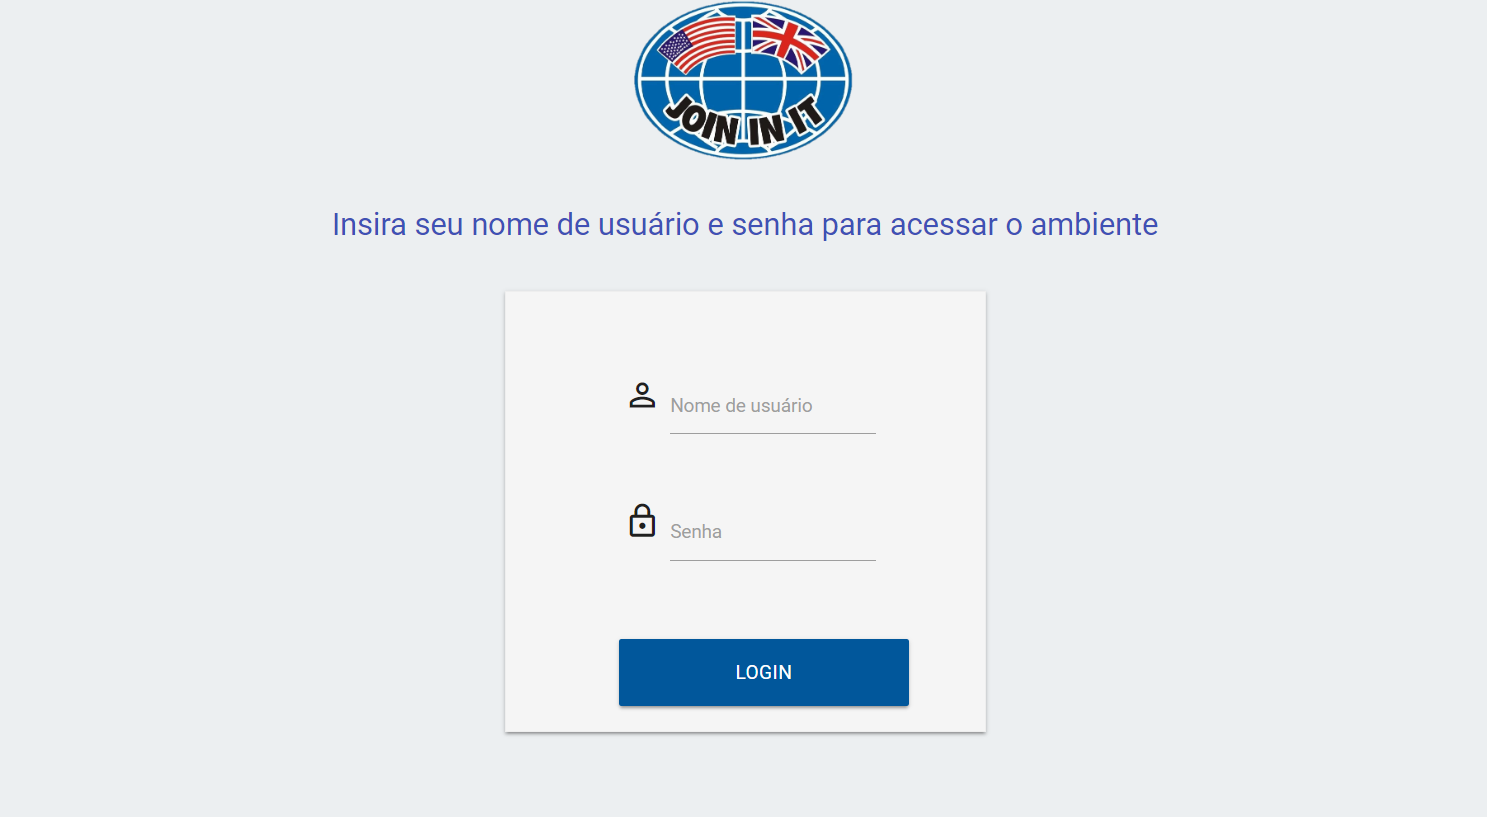 JOIN IN IT
Insira seu nome de usuário e senha para acessar o ambiente
Nome de usuário
Senha
LOGIN